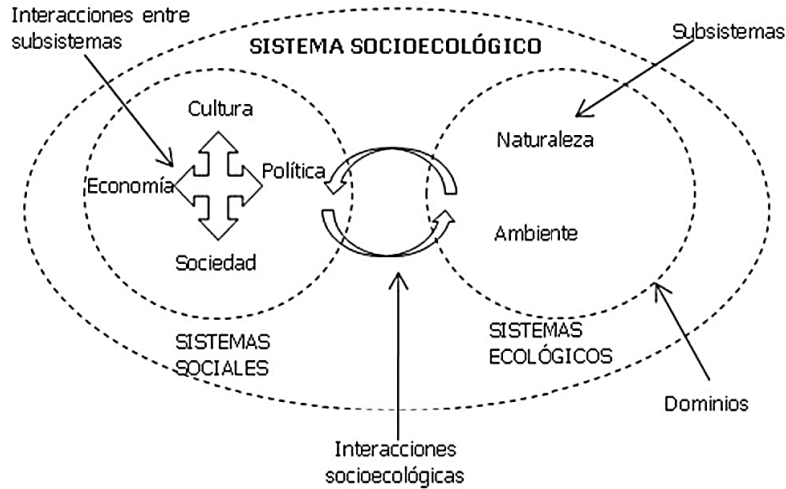 Interacciones entre
subsistemas
SISTEMA SOCIOECOLÓGICO
Subsistemas
Cultura
Economía
Política
Sociedad
Naturaleza
Ambiente
SISTEMAS
SOCIALES
SISTEMAS
ECOLÓGICOS
Dominios
Interacciones
socioecológicas